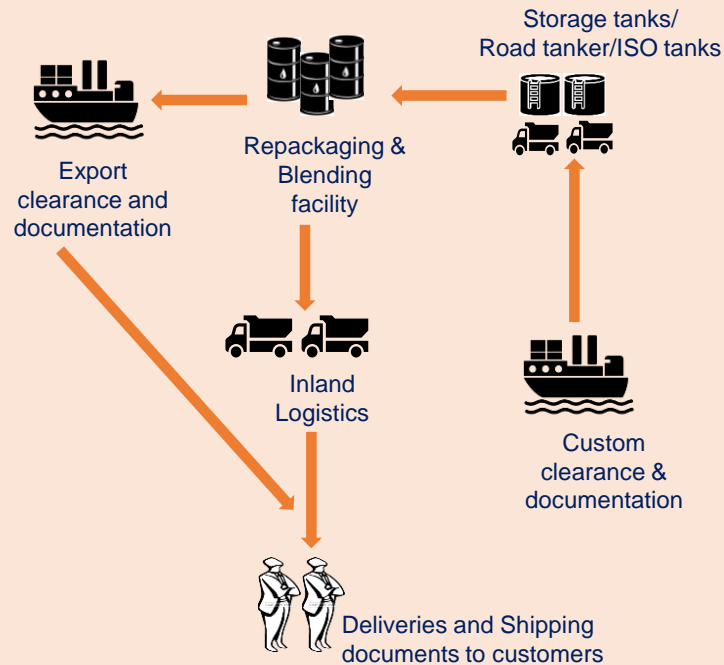 Storage tanks/
Road tanker/ISO tanks
Repackaging &
Blending
facility
Export
clearance and
documentation
Inland
Logistics
Custom
clearance &
documentation
Deliveries and Shipping
documents to customers